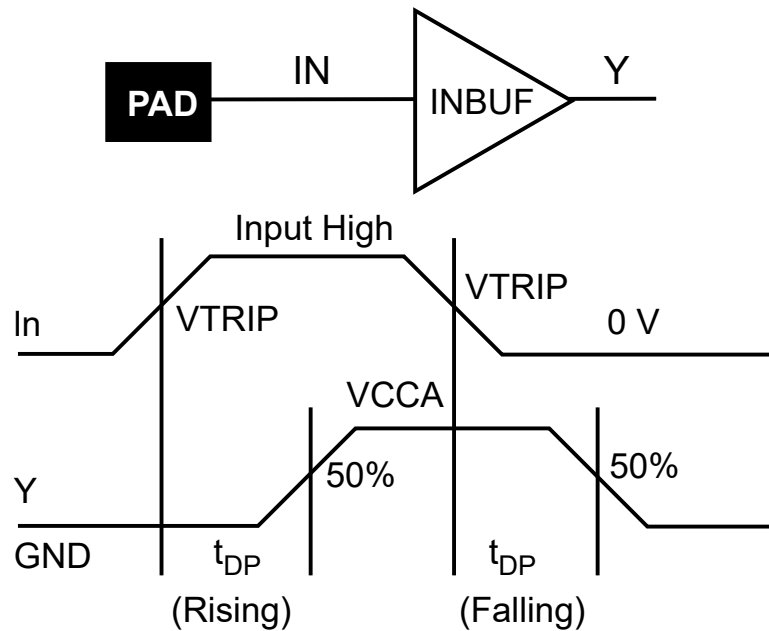 IN
Y
PAD
INBUF
Input High
In
VTRIP
VTRIP
0 V
VCCA
Y
50%
50%
GND
tDP
tDP
(Rising)
(Falling)